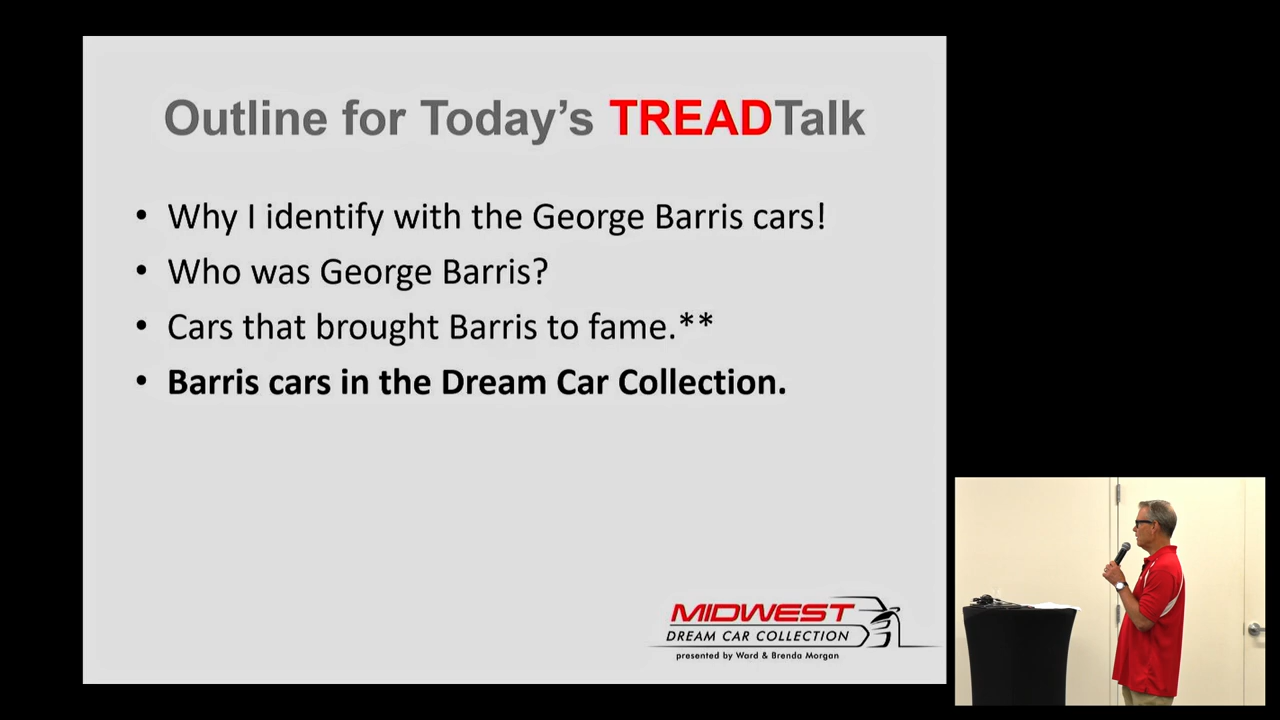 Outline for Today's TREADTalk
• Why I identify with the George Barris cars!
• Who was George Barris?
• Cars that brought Barris to fame.**
• Barris cars in the Dream Car Collection.
MIDWEST
DREAM CAR COLLECTION
presented by Ward & Brenda Morgan